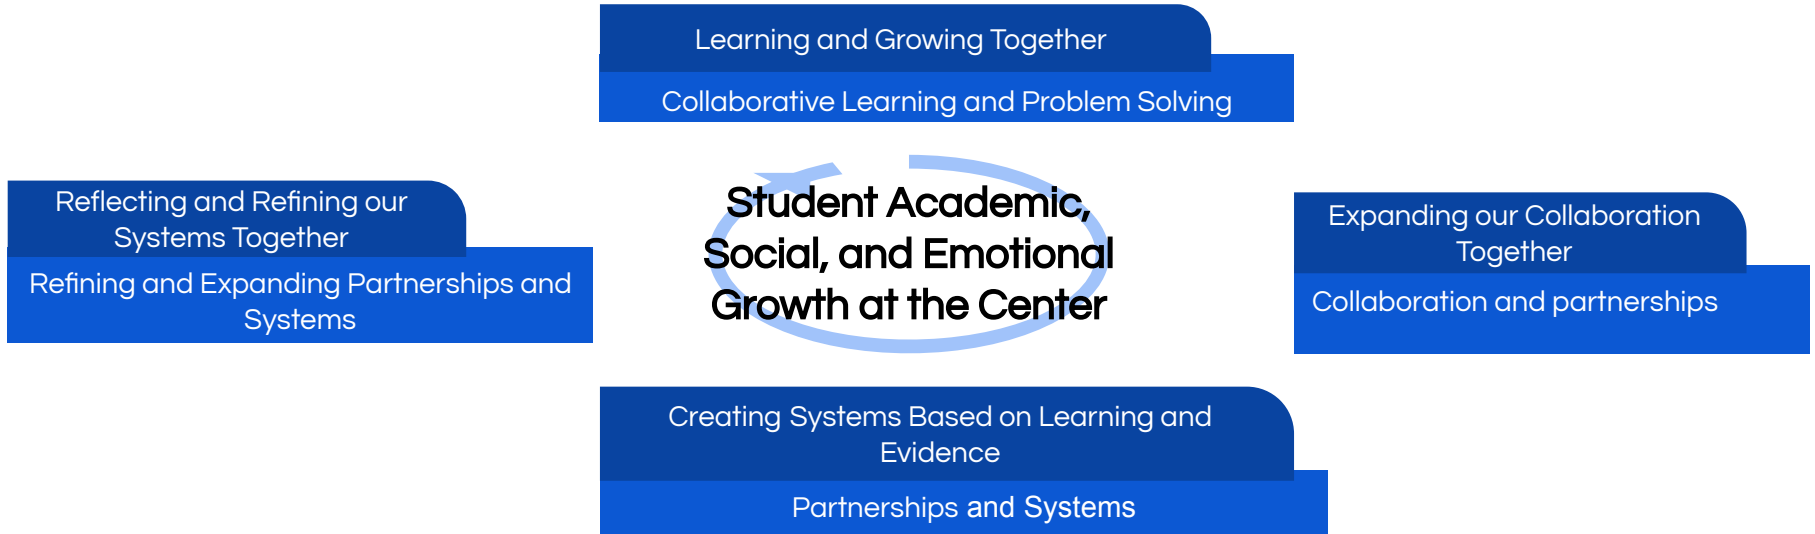 Learning and Growing Together
Collaborative Learning and Problem Solving
Reflecting and Refining our
Systems Together
Refining and Expanding Partnerships and
Systems
Student Academic,
Social, and Emotional
Growth at the Center
Expanding our Collaboration
Together
Collaboration and partnerships
Creating Systems Based on Learning and
Evidence
Partnerships and Systems